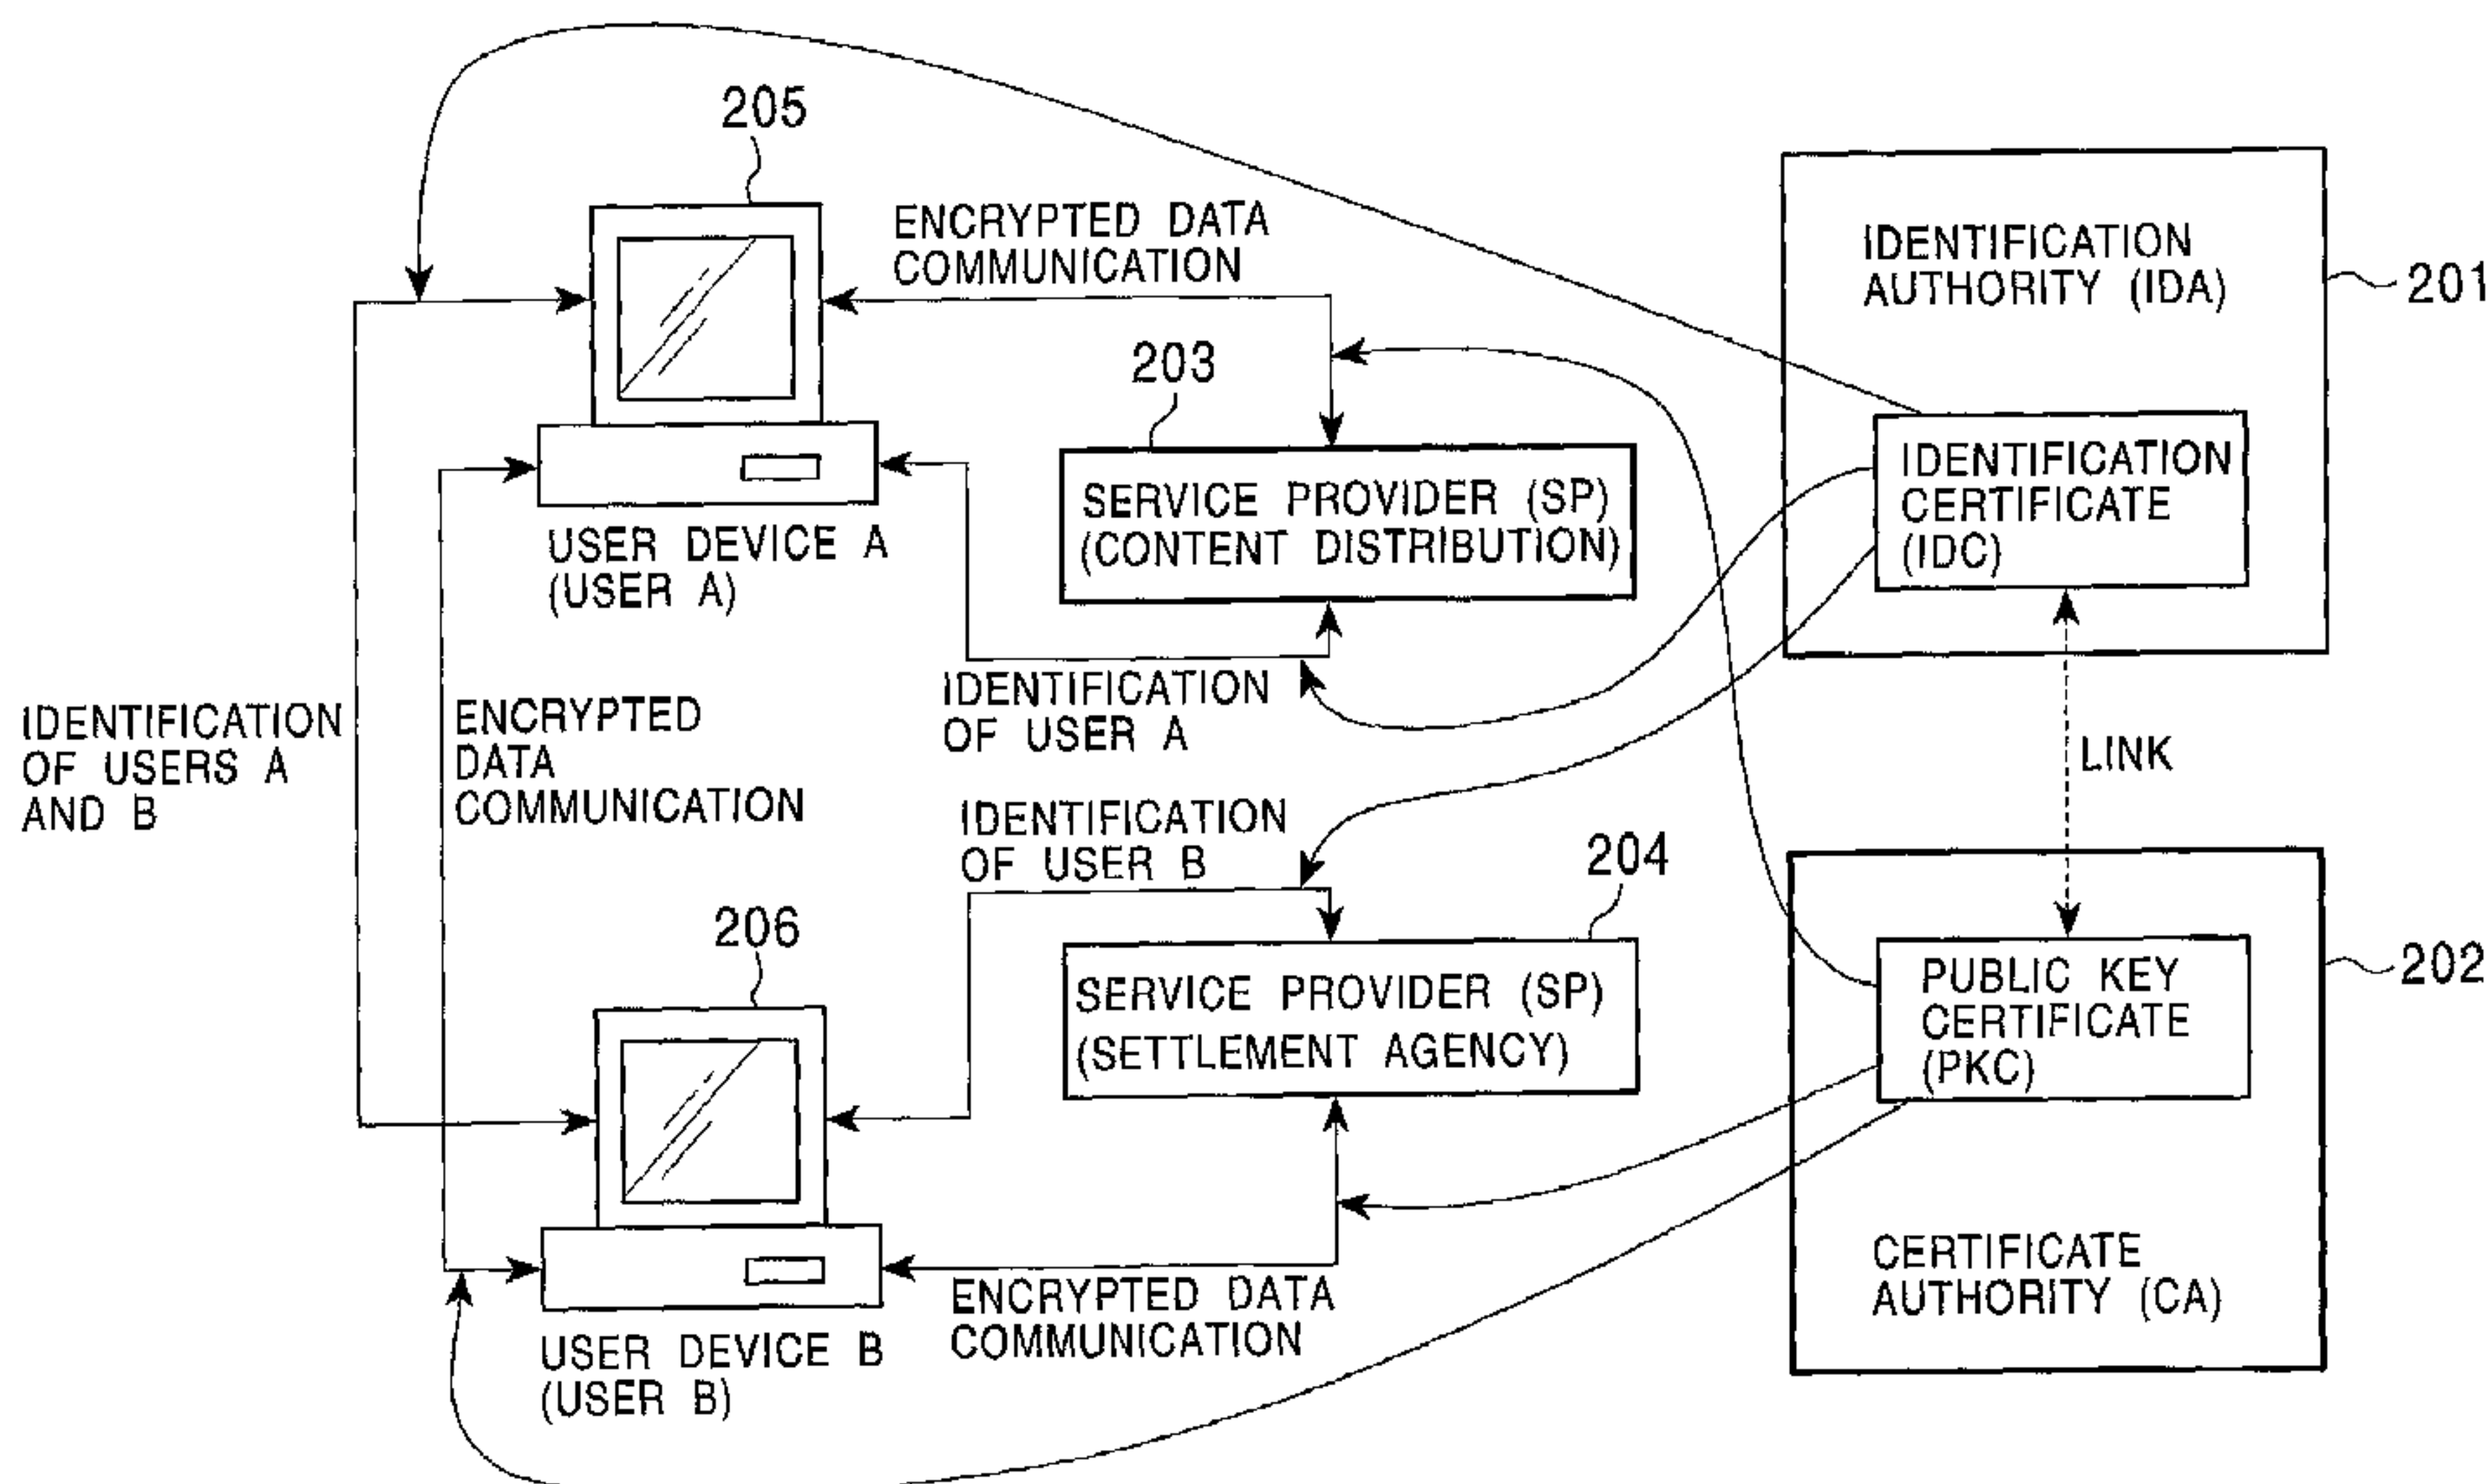 205
ENCRYPTED DATA
COMMUNICATION
IDENTIFICATION
AUTHORITY (IDA)
201
203
SERVICE PROVIDER (SP)
(CONTENT DISTRIBUTION)
IDENTIFICATION
CERTIFICATE
(IDC)
USER DEVICE A
(USER A)
IDENTIFICATION
OF USER A
IDENTIFICATION
OF USERS A
AND B
ENCRYPTED
DATA
COMMUNICATION
LINK
IDENTIFICATION
OF USER B
204
206
SERVICE PROVIDER (SP)
(SETTLEMENT AGENCY)
PUBLIC KEY
CERTIFICATE
(PKC)
202
CERTIFICATE
AUTHORITY (CA)
ENCRYPTED DATA
COMMUNICATION
USER DEVICE B
(USER B)